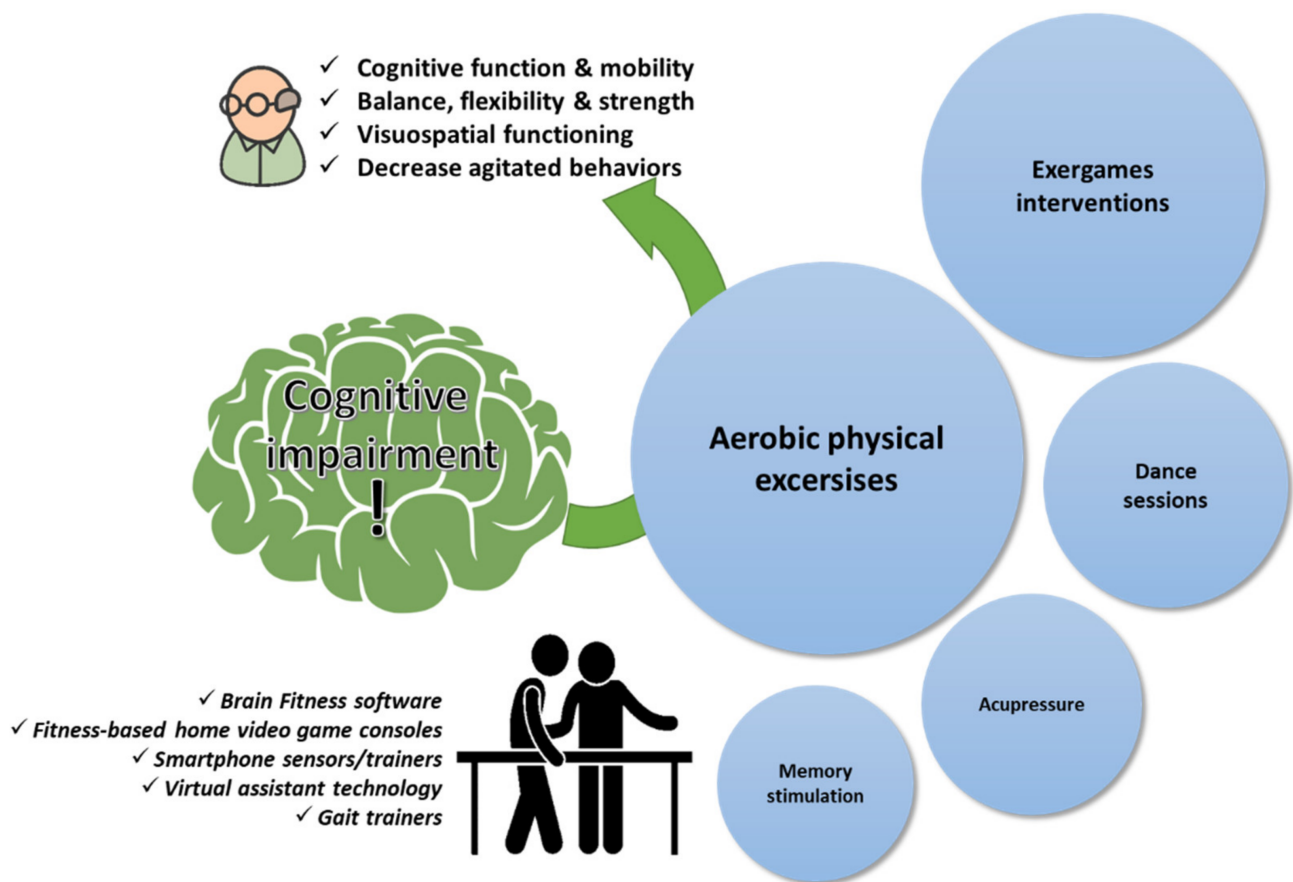 ✓ Cognitive function & mobility
✓ Balance, flexibility & strength
✓ Visuospatial functioning
✓ Decrease agitated behaviors
Exergames
interventions
Cognitive
impairment
!
Aerobic physical
excersises
Dance
sessions
Acupressure
Memory
stimulation
✓ Brain Fitness software
✓ Fitness-based home video game consoles
✓ Smartphone sensors/trainers
✓ Virtual assistant technology
✓ Gait trainers